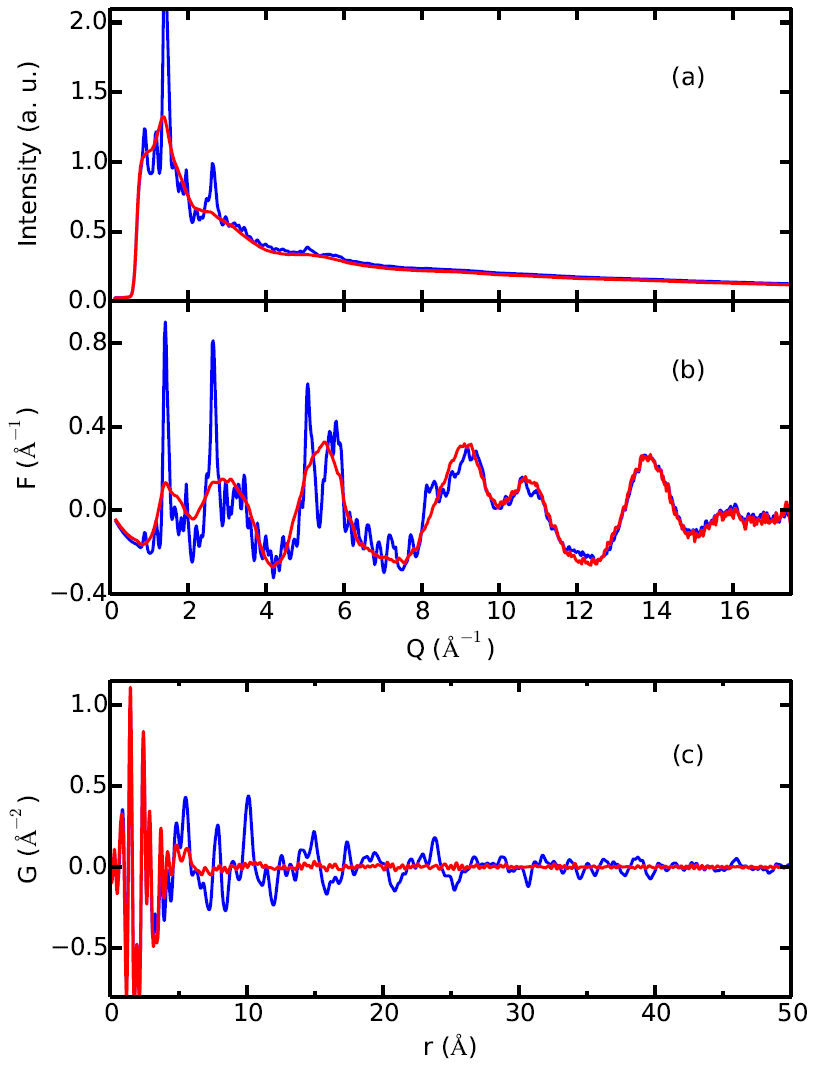 2.0
1.5
1.0
0.5
0.0
Intensity (a. u.)
(a)
0.8
0.4
0.0
−0.4
F (Å⁻¹)
(b)
0 2 4 6 8 10 12 14 16
Q (Å⁻¹)
1.0
0.5
0.0
−0.5
G (Å⁻²)
(c)
0 10 20 30 40 50
r (Å)